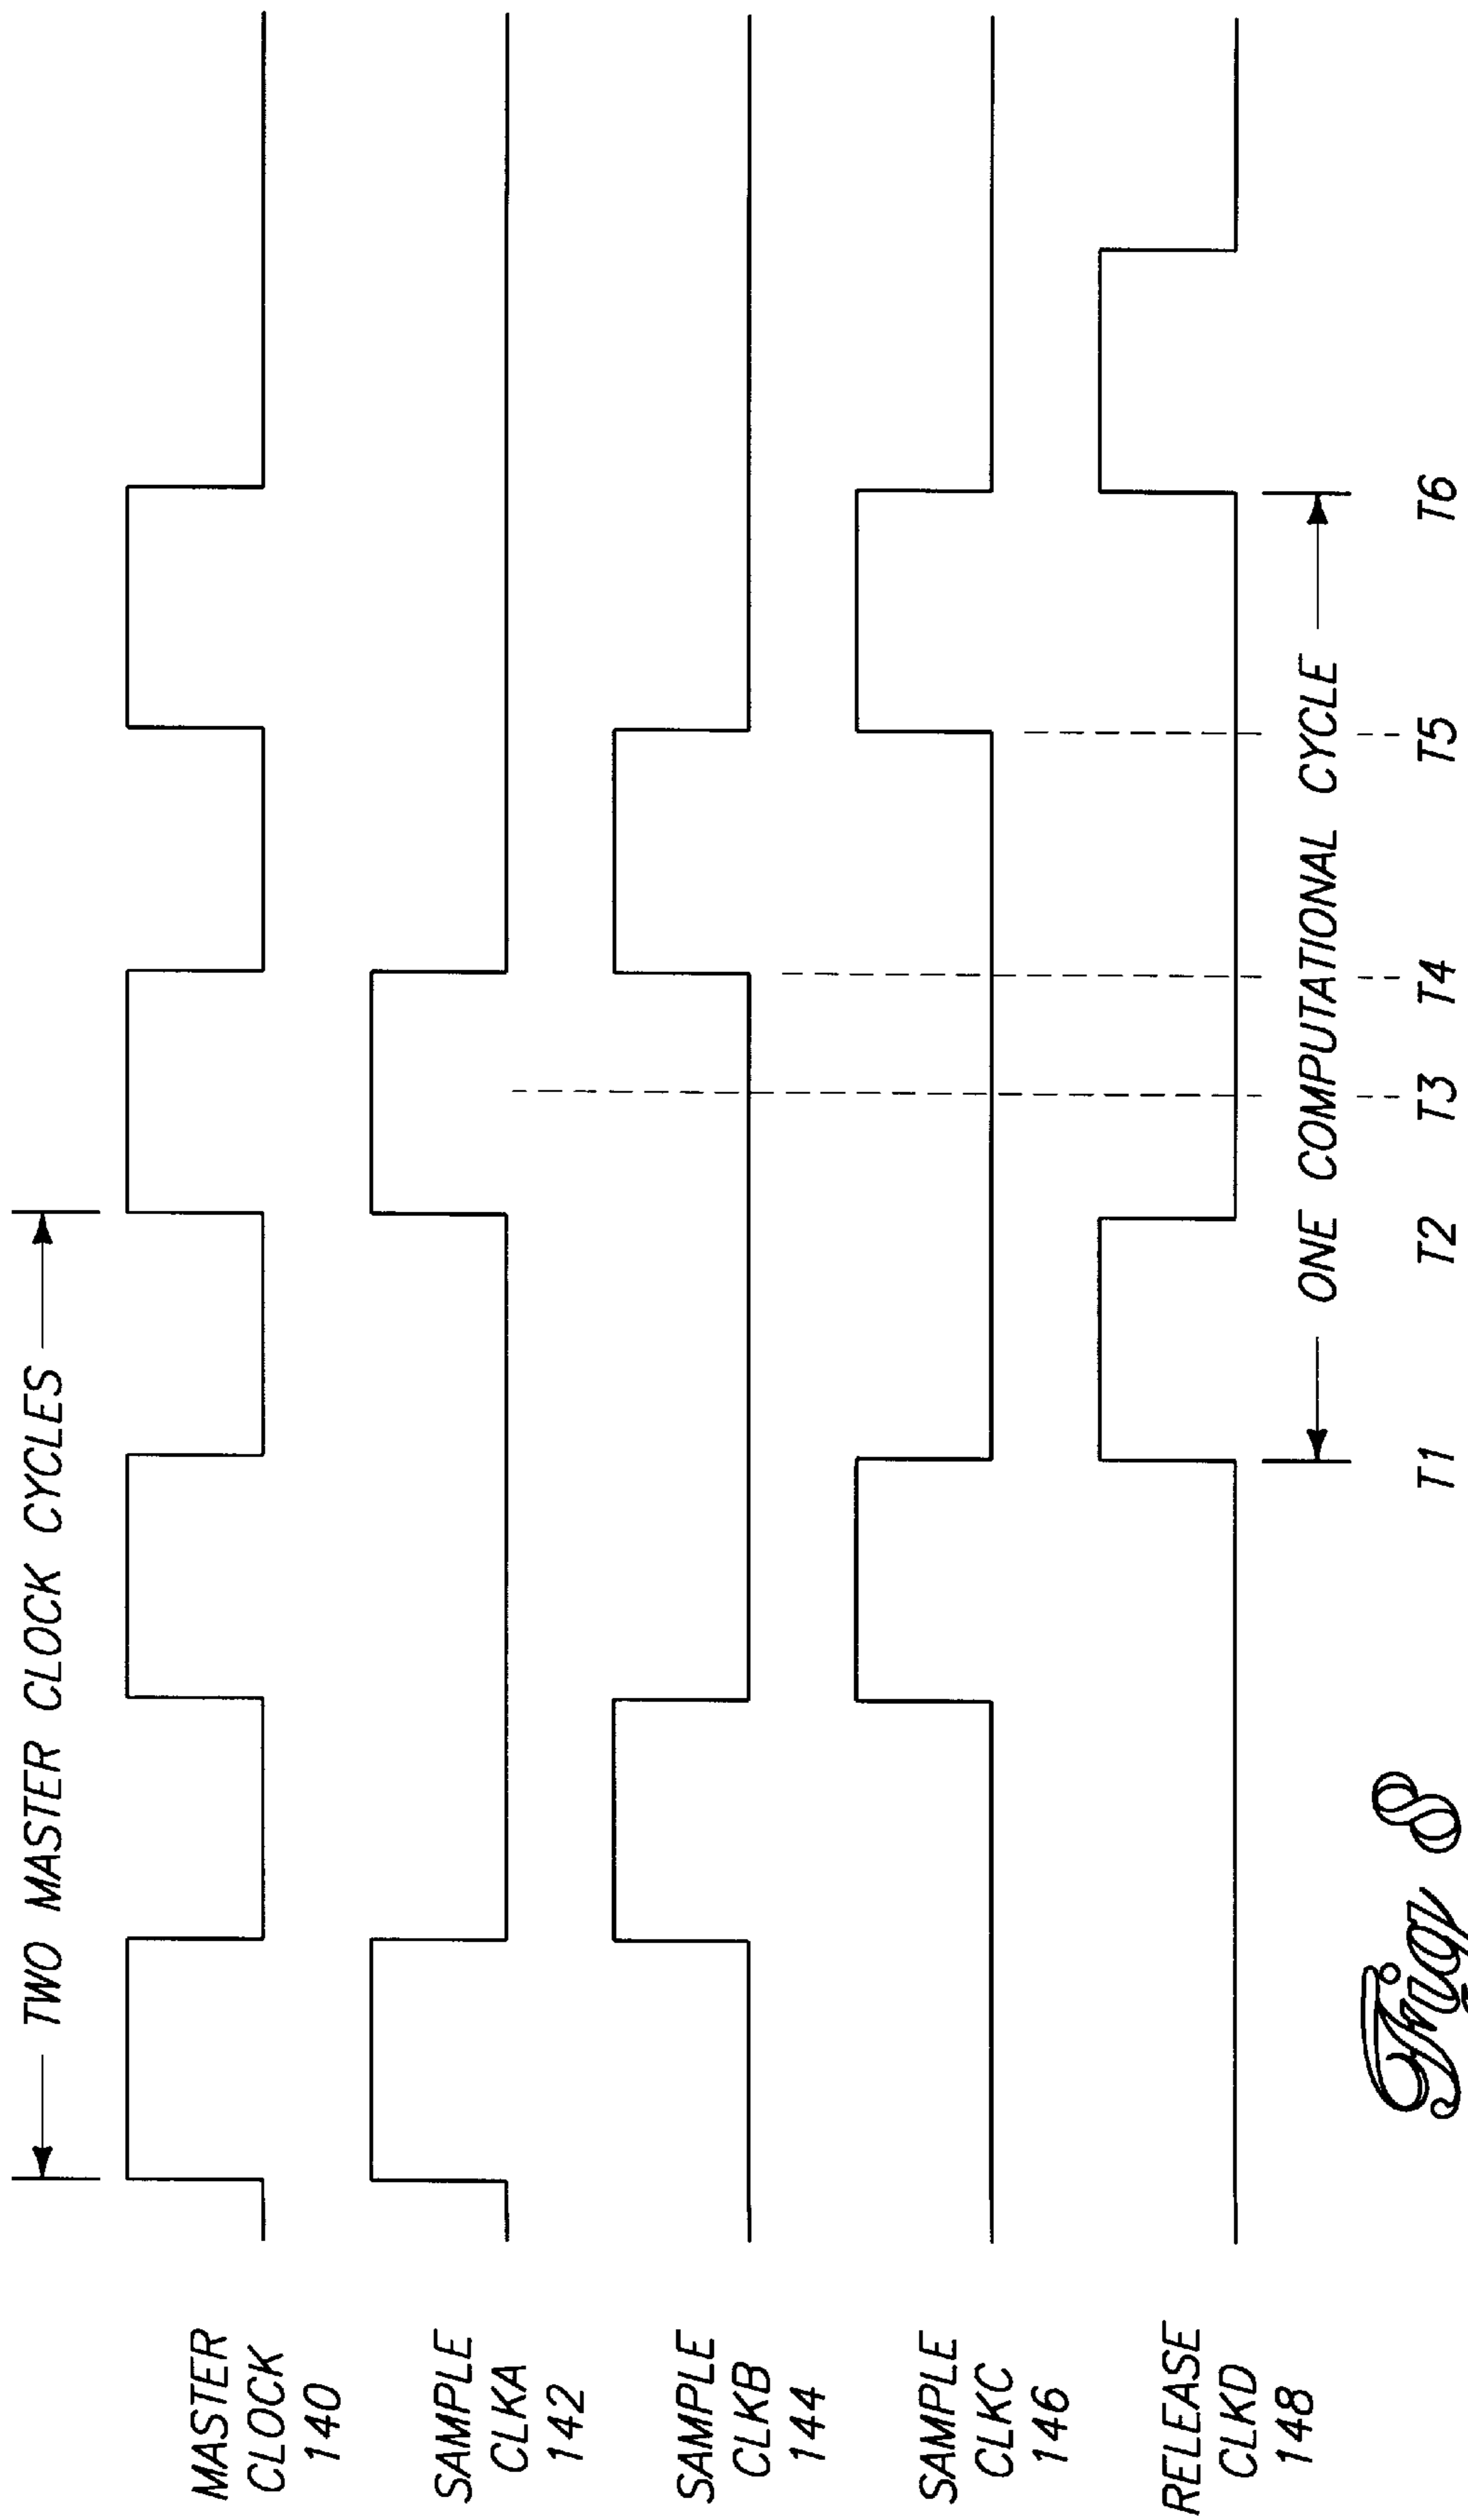 TWO MASTER CLOCK CYCLES
MASTER
CLOCK
140
SAMPLE
CLKA
142
SAMPLE
CLKB
144
SAMPLE
CLKC
146
RELEASE
CLKD
148
ONE COMPUTATIONAL CYCLE
T1 T2 T3 T4 T5 T6
Fig 8